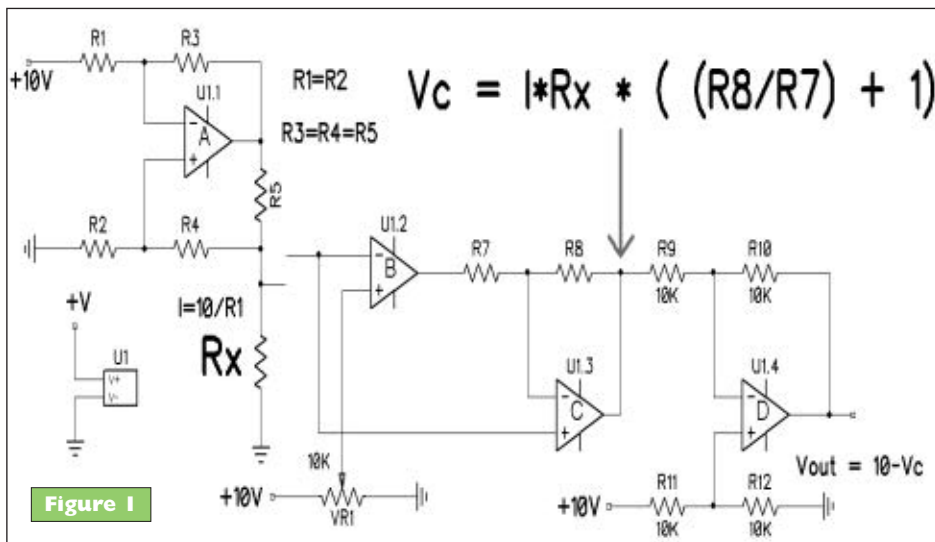 R1
R3
+10V
U1.1
A
-
+
R1=R2
R3=R4=R5
Vc = I*Rx * ( (R8/R7) + 1)
R5
R2
R4
U1.2
B
-
+
R7
R8
R9
10K
R10
10K
I=10/R1
Rx
+V
U1
V+
V-
U1.3
C
-
+
U1.4
D
-
+
Vout = 10-Vc
10K
+10V
VR1
+10V
R11
10K
R12
10K
Figure 1